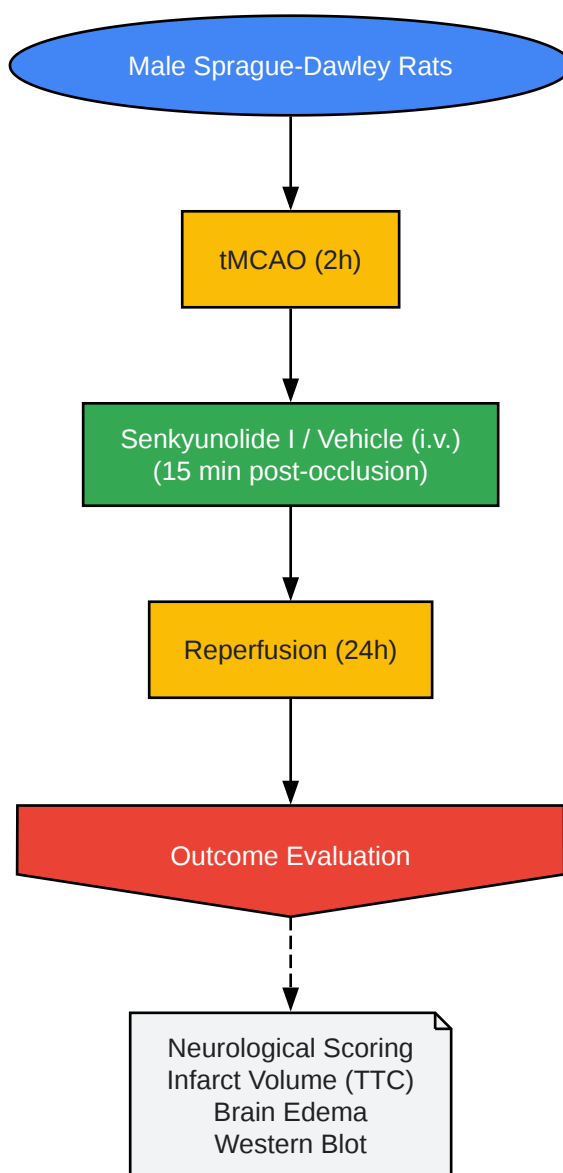 Male Sprague-Dawley Rats
tMCAO (2h)
Senkyunolide I / Vehicle (i.v.)
(15 min post-occlusion)
Reperfusion (24h)
Outcome Evaluation
Neurological Scoring
Infarct Volume (TTC)
Brain Edema
Western Blot